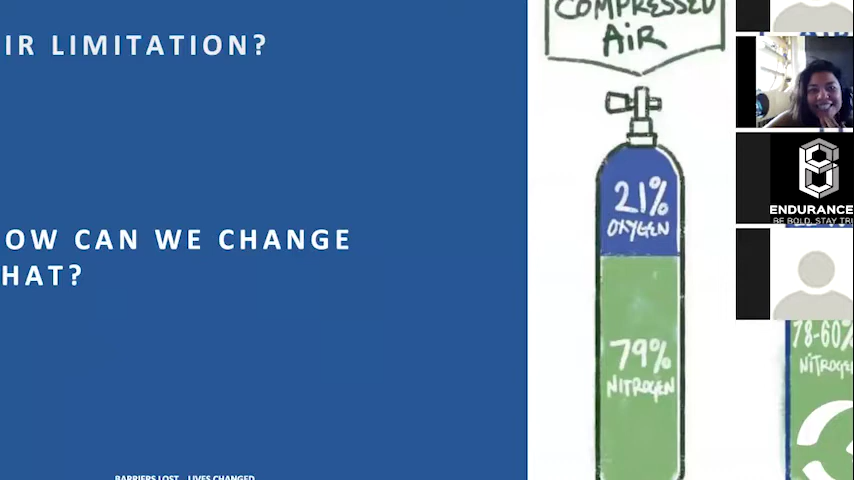 IR LIMITATION?
OW CAN WE CHANGE
HAT?
BARRIERS LOST... LIVES CHANGED
COMPRESSED
AIR
21%
OXYGEN
79%
NITROGEN
ENDURANCE
BE BOLD. STAY TRU
78-60%
NITROGE